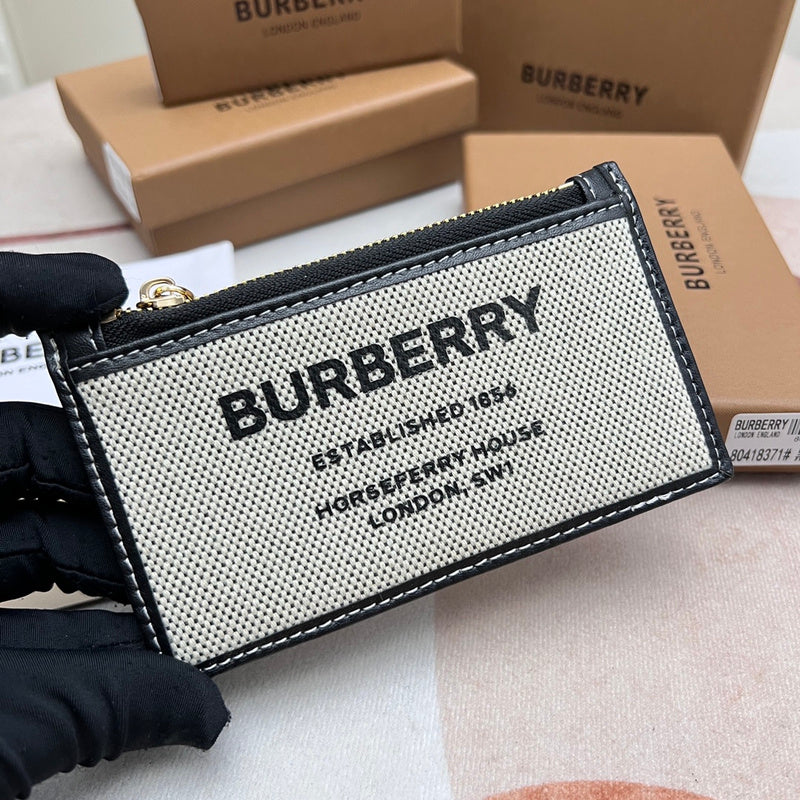 BURBERRY
LONDON ENGLAND
BURBERRY
BURBERRY
LONDON ENGLAND
BURBERRY
LONDON ENGLAND
BURBERRY
ESTABLISHED 1856
HORSEFERRY HOUSE
LONDON, SW1
BURBERRY
LONDON ENGLAND
80418371#